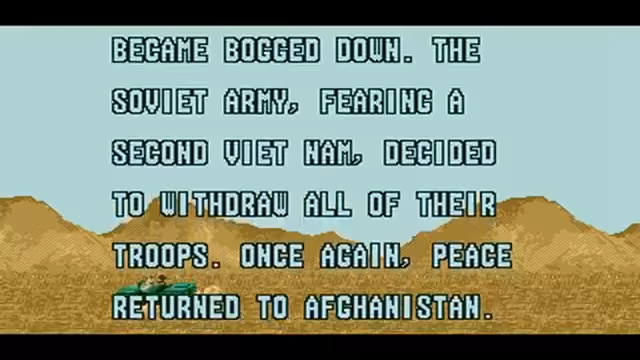 BECAME BOGGED DOWN. THE
SOVIET ARMY, FEARING A
SECOND VIET NAM, DECIDED
TO WITHDRAW ALL OF THEIR
TROOPS. ONCE AGAIN, PEACE
RETURNED TO AFGHANISTAN.